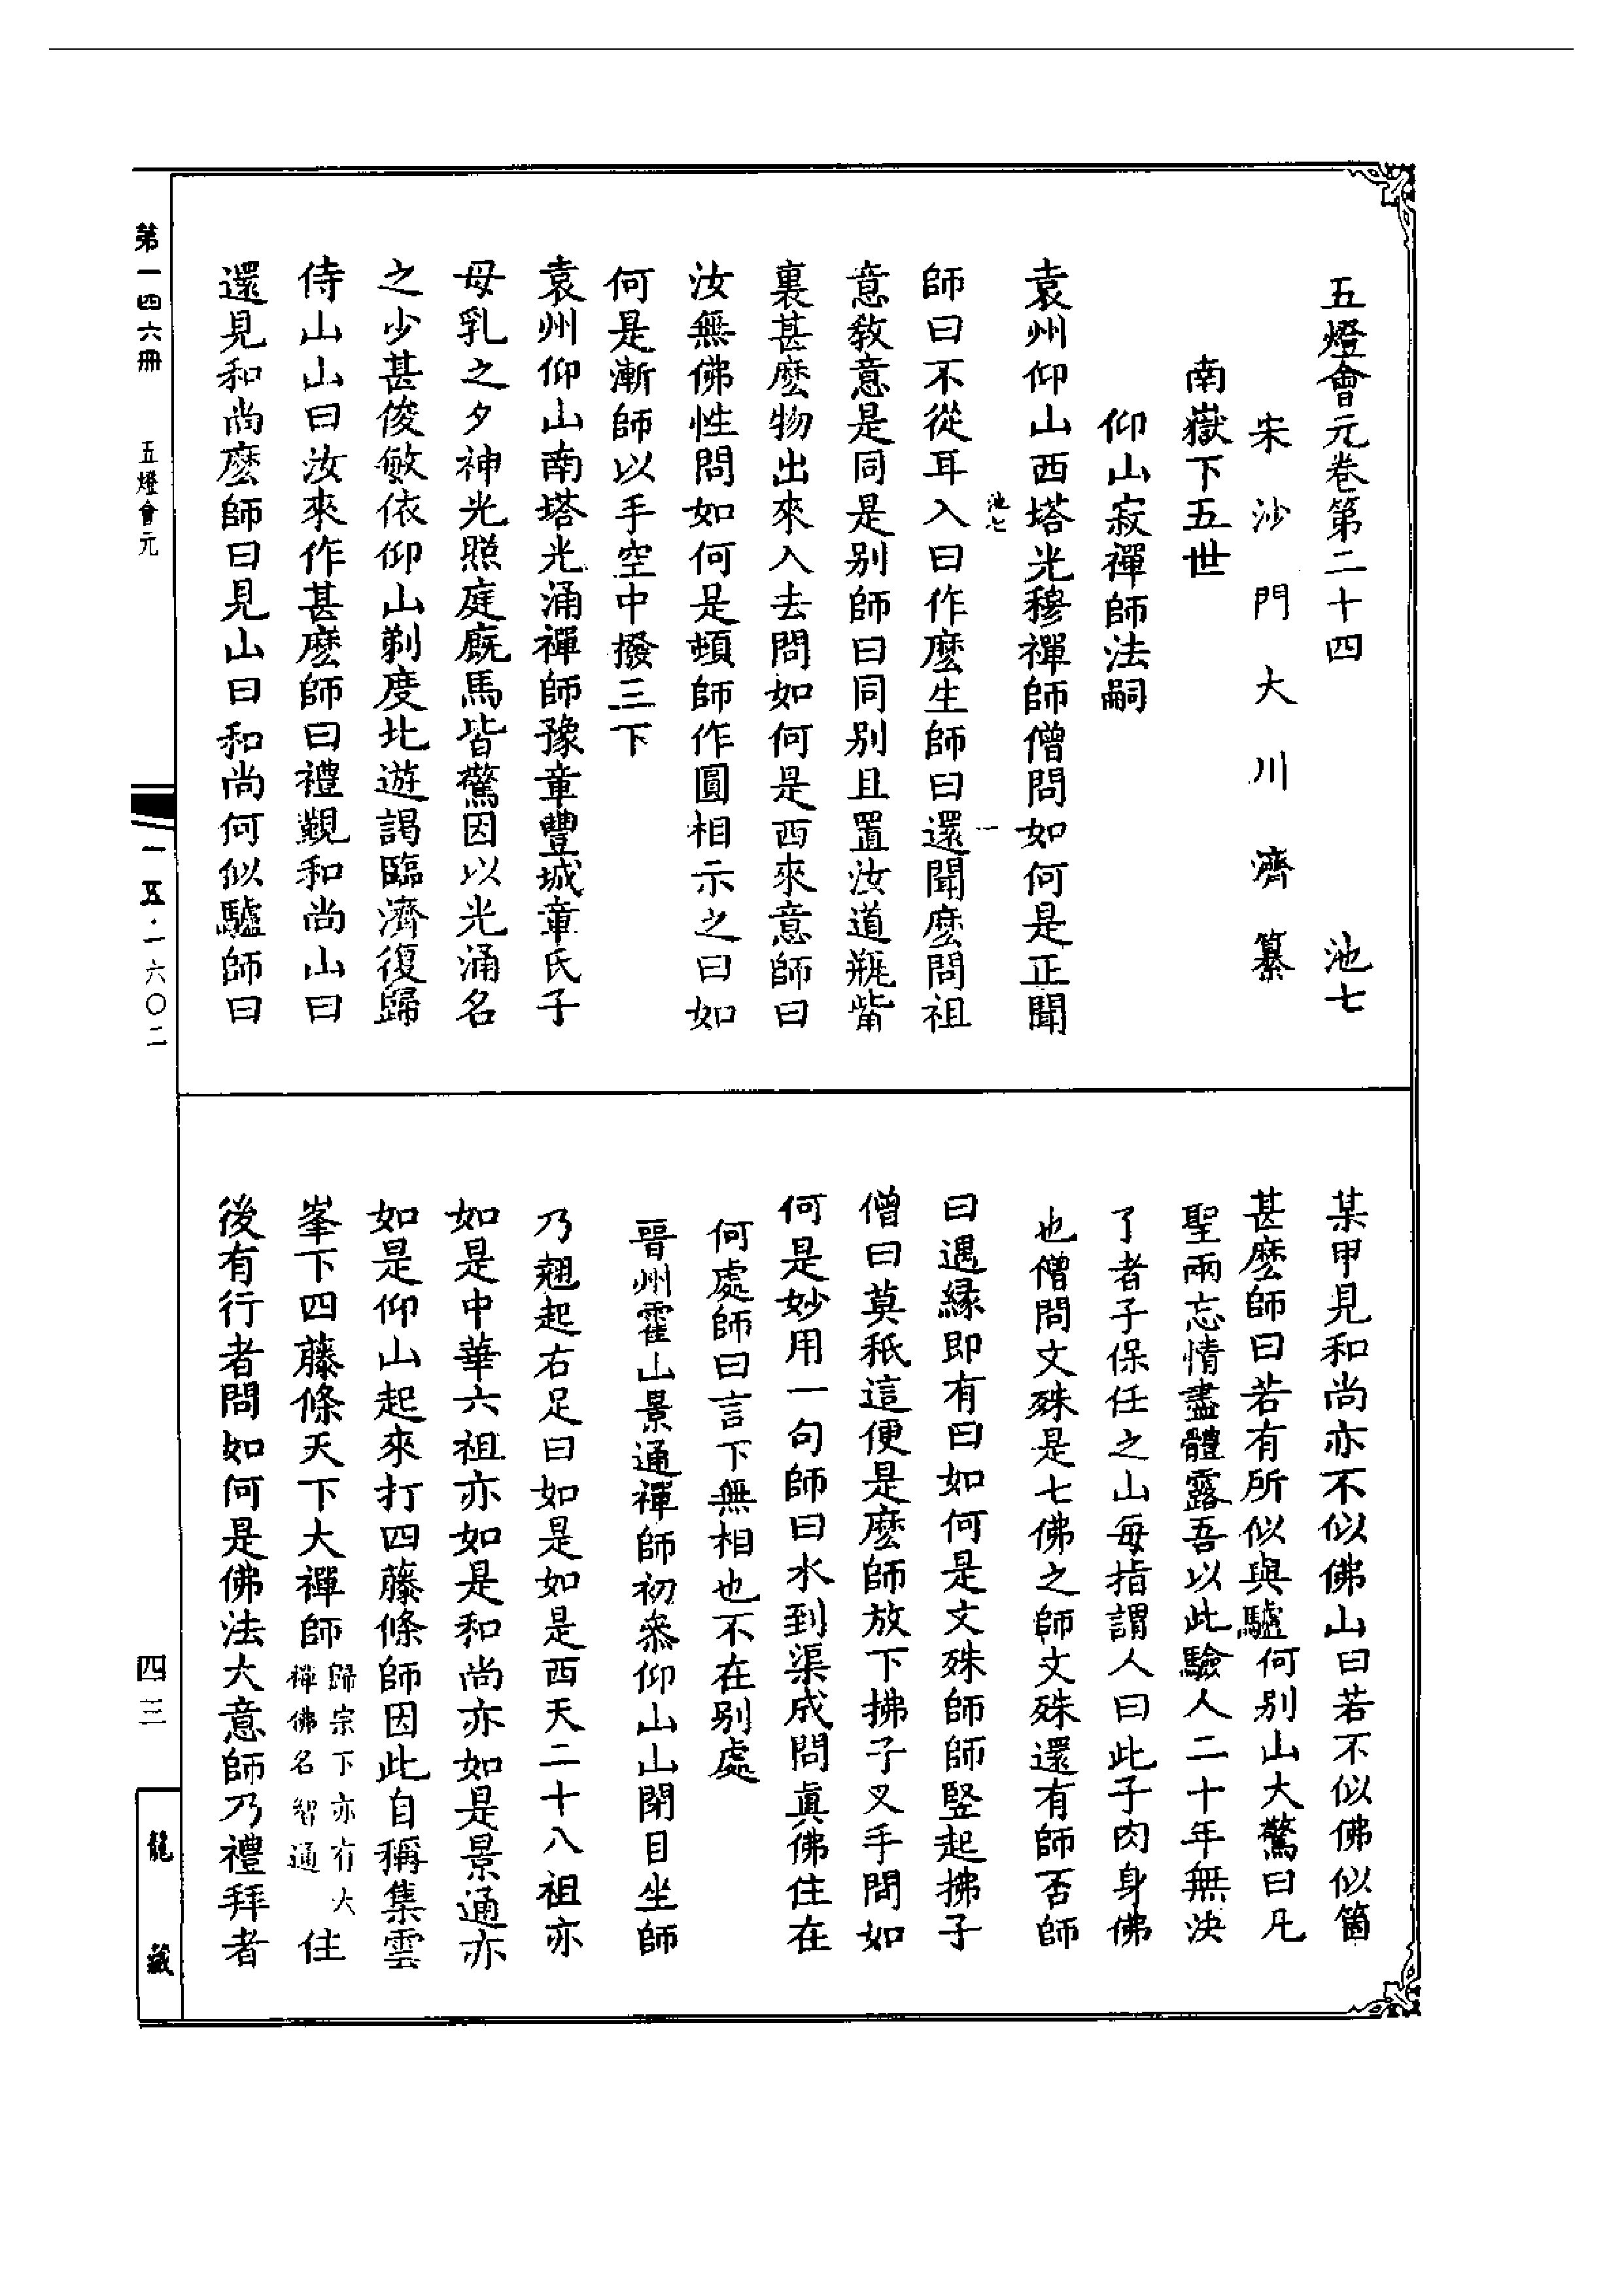 五燈會元卷第二十四　池七
宋沙門大川濟纂
南嶽下五世
仰山寂禪師法嗣
袁州仰山西塔光穆禪師僧問如何是正聞
池七　一
師曰不從耳入曰作麽生師曰還聞麽問祖
意教意是同是别師曰同别且置汝道瓶觜
裏甚麽物出來入去問如何是西來意師曰
汝無佛性問如何是頓師作圓相示之曰如
何是漸師以手空中撥三下
袁州仰山南塔光涌禪師豫章豐城章氏子
母乳之夕神光照庭廐馬皆驚因以光涌名
之少甚俊敏依仰山剃度北遊謁臨濟復歸
侍山山曰汝來作甚麽師曰禮覲和尚山曰
還見和尚麽師曰見山曰和尚何似驢師曰
某甲見和尚亦不似佛山曰若不似佛似箇
甚麽師曰若有所似與驢何别山大驚曰凡
聖兩忘情盡體露吾以此驗人二十年無決
了者子保任之山每指謂人曰此子肉身佛
也僧問文殊是七佛之師文殊還有師否師
曰遇緣即有曰如何是文殊師師竪起拂子
僧曰莫秖這便是麽師放下拂子叉手問如
何是妙用一句師曰水到渠成問眞佛住在
何處師曰言下無相也不在别處
晉州霍山景通禪師初叅仰山山閉目坐師
乃翹起右足曰如是如是西天二十八祖亦
如是中華六祖亦如是和尚亦如是景通亦
如是仰山起來打四藤條師因此自稱集雲
峯下四藤條天下大禪師歸宗下亦有大禪佛名智通住
後有行者問如何是佛法大意師乃禮拜者
第一四六冊　五燈會元
一五·一六〇二
四三
龍藏